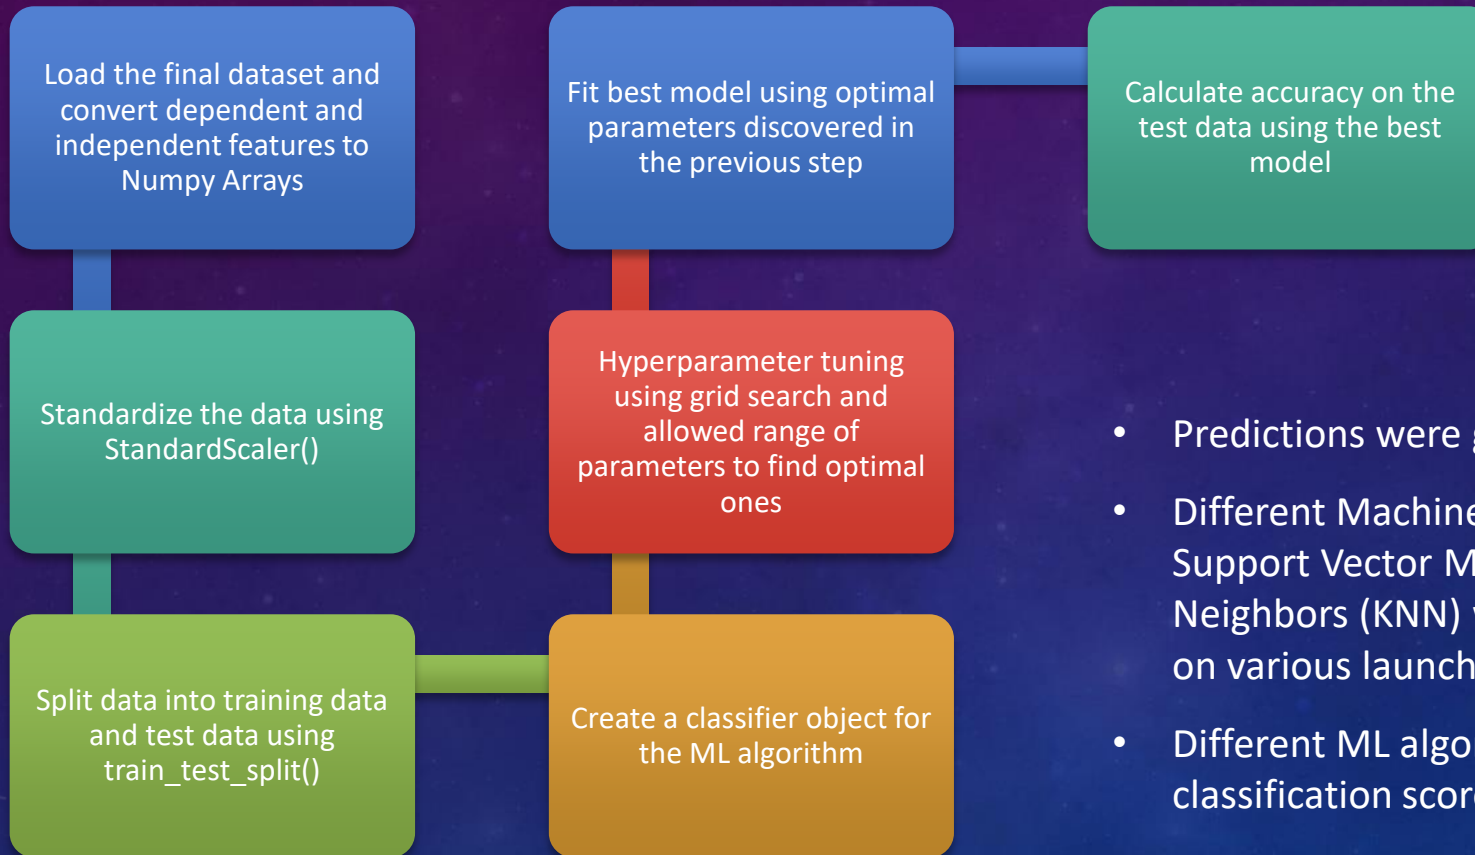 Load the final dataset and
convert dependent and
independent features to
Numpy Arrays
Standardize the data using
StandardScaler()
Split data into training data
and test data using
train_test_split()
Create a classifier object for
the ML algorithm
Hyperparameter tuning
using grid search and
allowed range of
parameters to find optimal
ones
Fit best model using optimal
parameters discovered in
the previous step
Calculate accuracy on the
test data using the best
model
• Predictions were
• Different Machine
Support Vector
Neighbors (KNN)
on various launch
• Different ML
classification